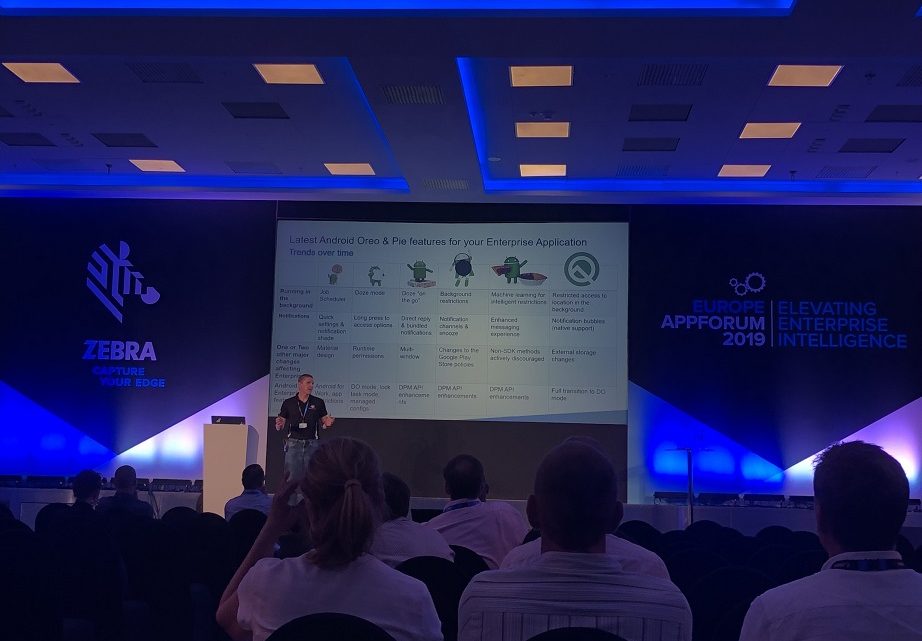 Latest Android Oreo & Pie features for your Enterprise Application
Trends over time
Running in the background
Job Scheduler
Doze mode
Doze "on the go"
Background restrictions
Machine learning for intelligent restrictions
Restricted access to location in the background
Notifications
Quick settings & notification shade
Long press to access options
Direct reply & bundled notifications
Notification channels & snooze
Enhanced messaging experience
Notification bubbles (native support)
One or Two other major changes affecting
Material design
Runtime permissions
Multi-window
Changes to the Google Play Store policies
Non-SDK methods actively discouraged
External storage changes
Android
Android for Work, app
DO mode, lock task mode managed configs
DPM API enhancements
DPM API enhancements
DPM API enhancements
Full transition to DO mode
ZEBRA
CAPTURE
YOUR EDGE
EUROPE
APPFORUM
2019
ELEVATING
ENTERPRISE
INTELLIGENCE